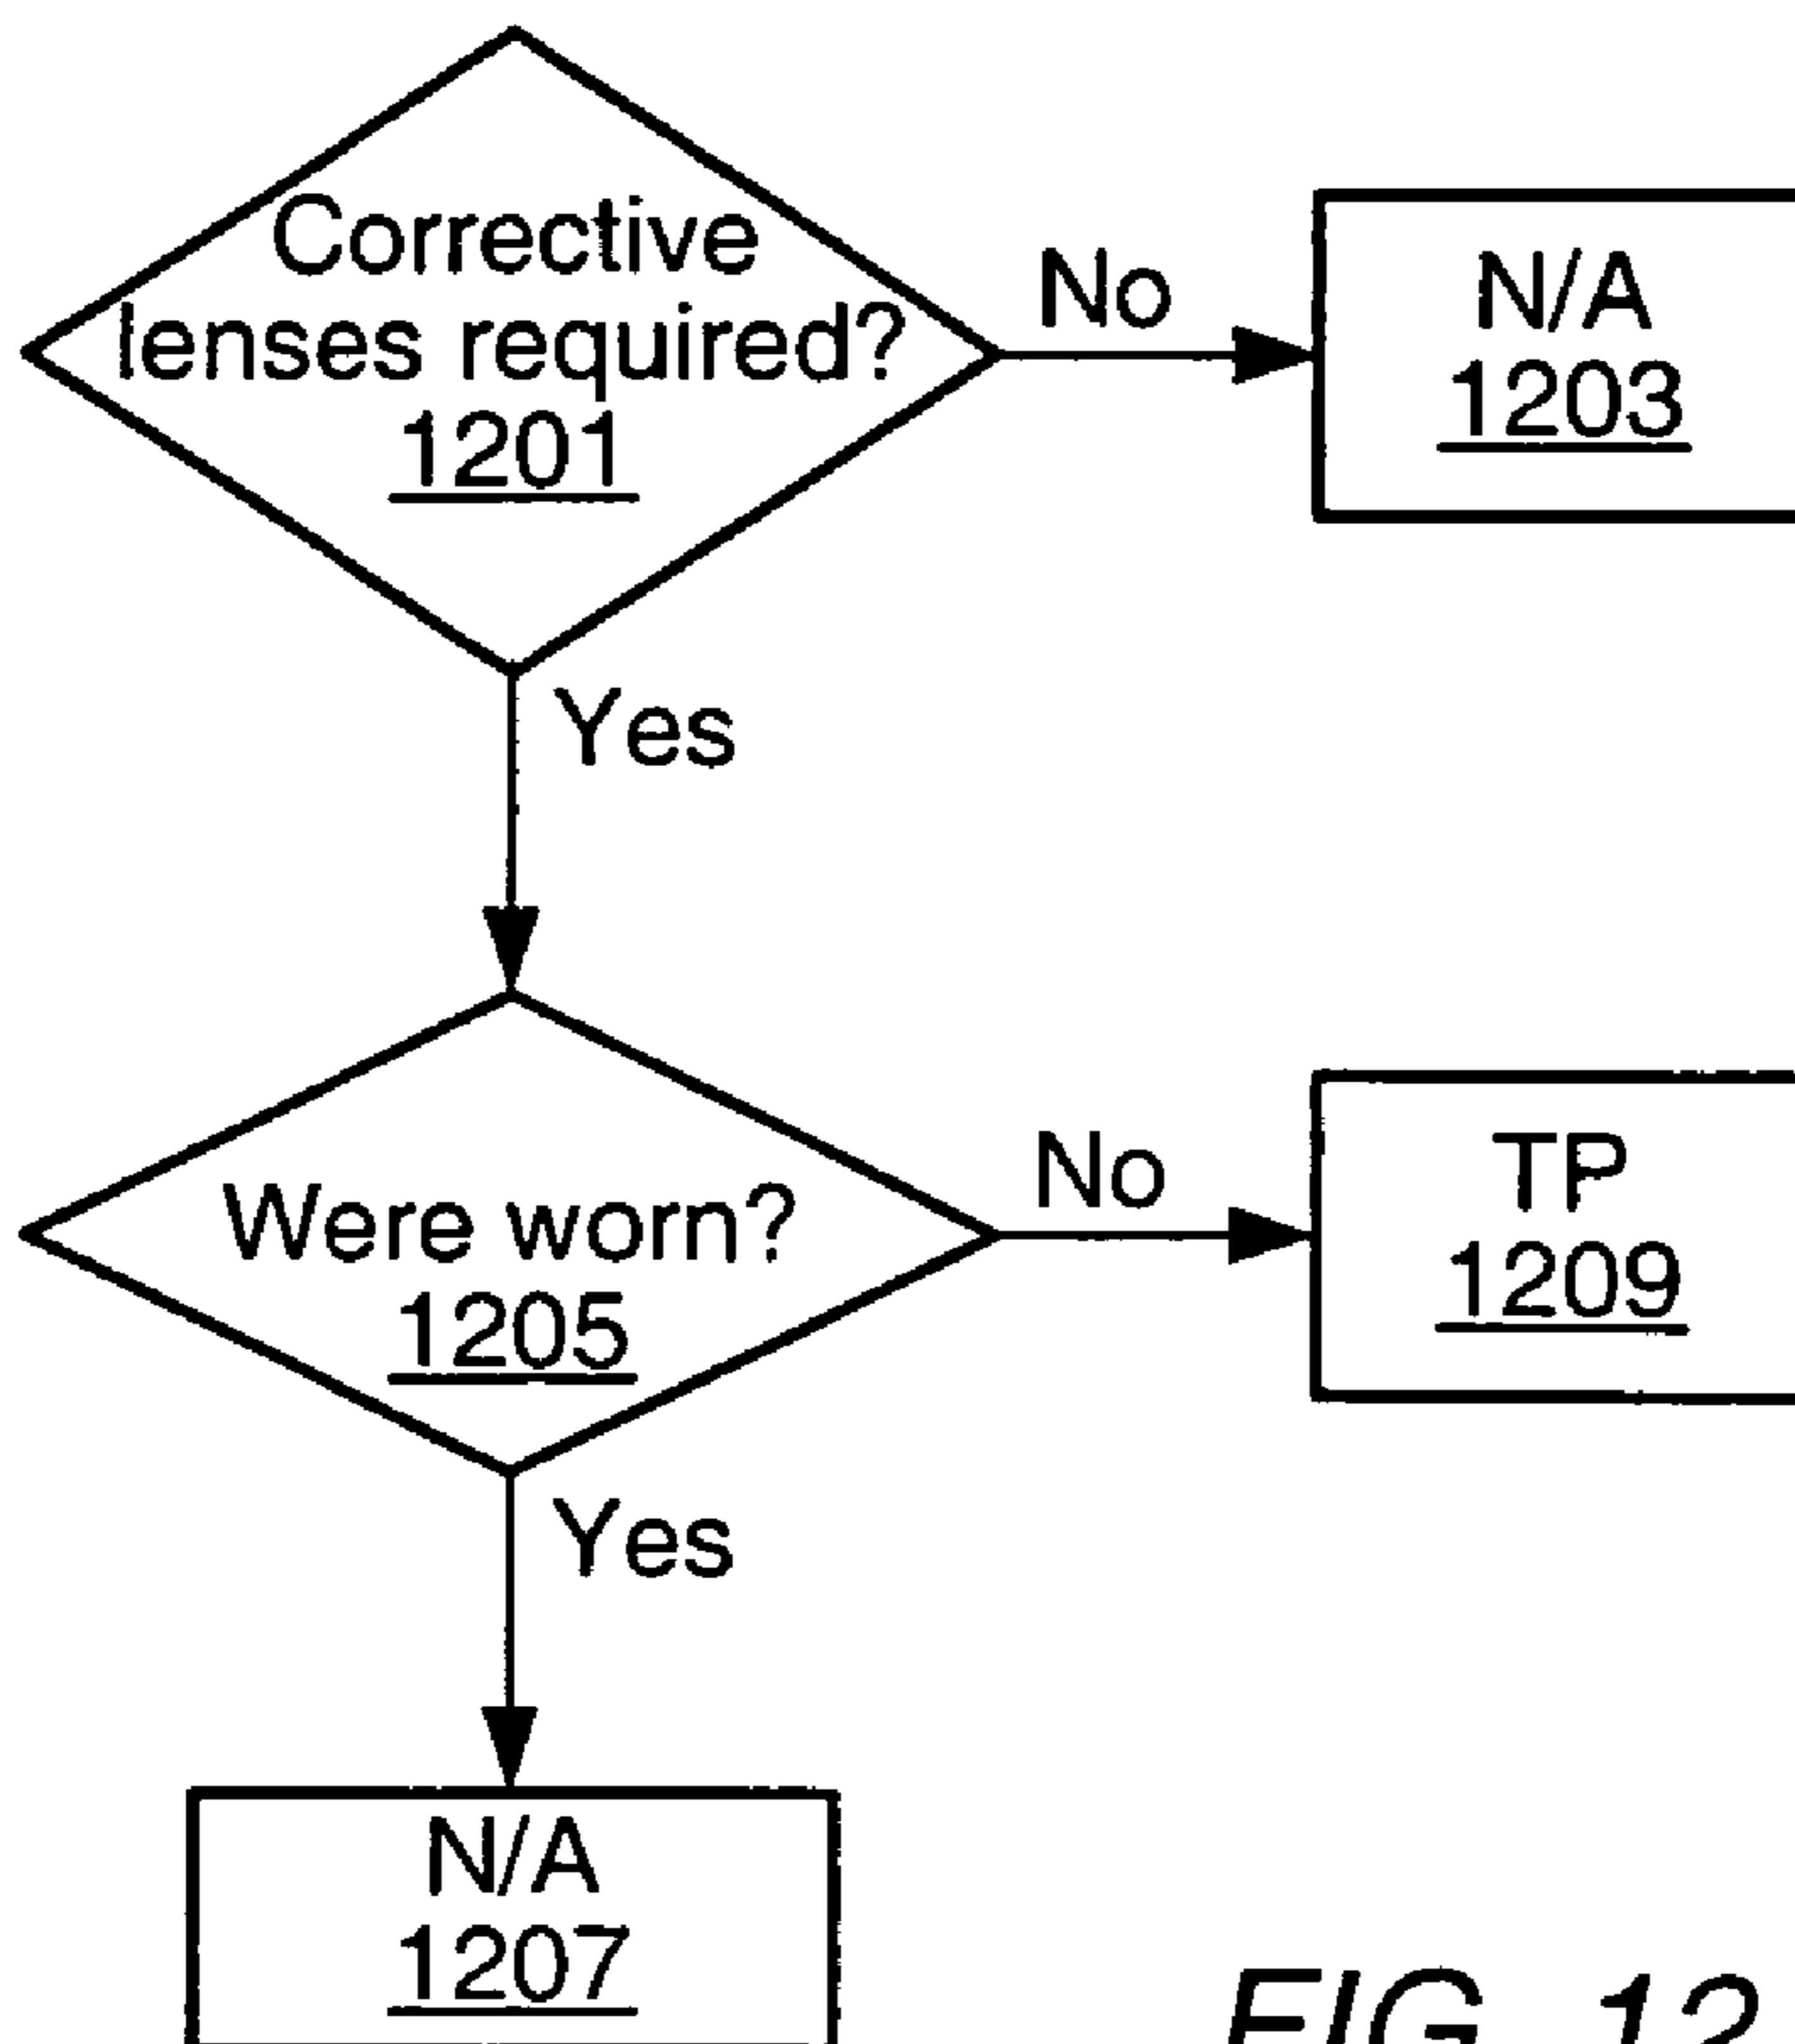 Corrective
lenses required?
1201
No
N/A
1203
Yes
Were worn?
1205
No
TP
1209
Yes
N/A
1207
FIG. 12